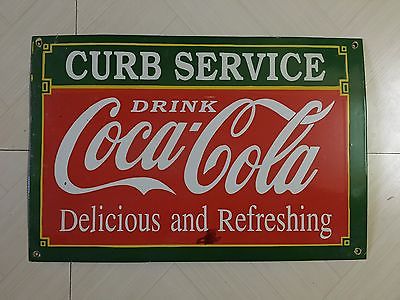 CURB SERVICE
DRINK
Coca-Cola
Delicious and Refreshing